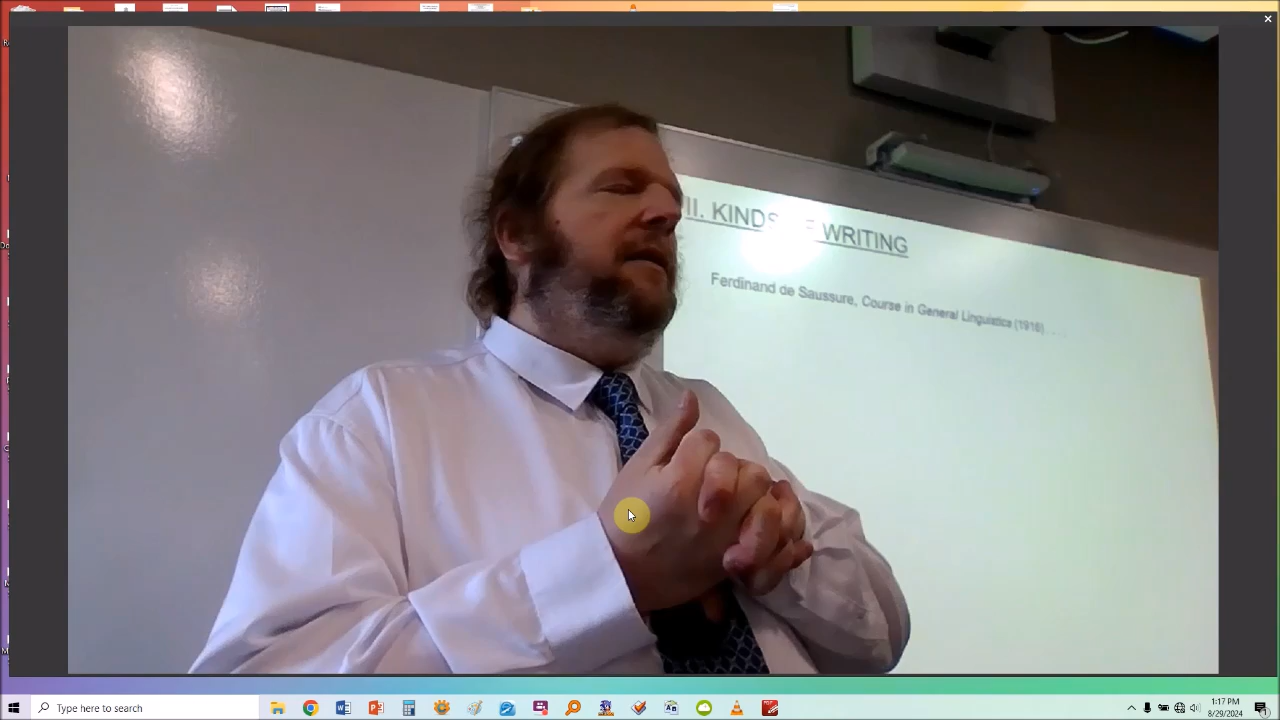 II. KINDS WRITING
Ferdinand de Saussure, Course in General Linguistics (1916)
Type here to search
1:17 PM
8/29/2024